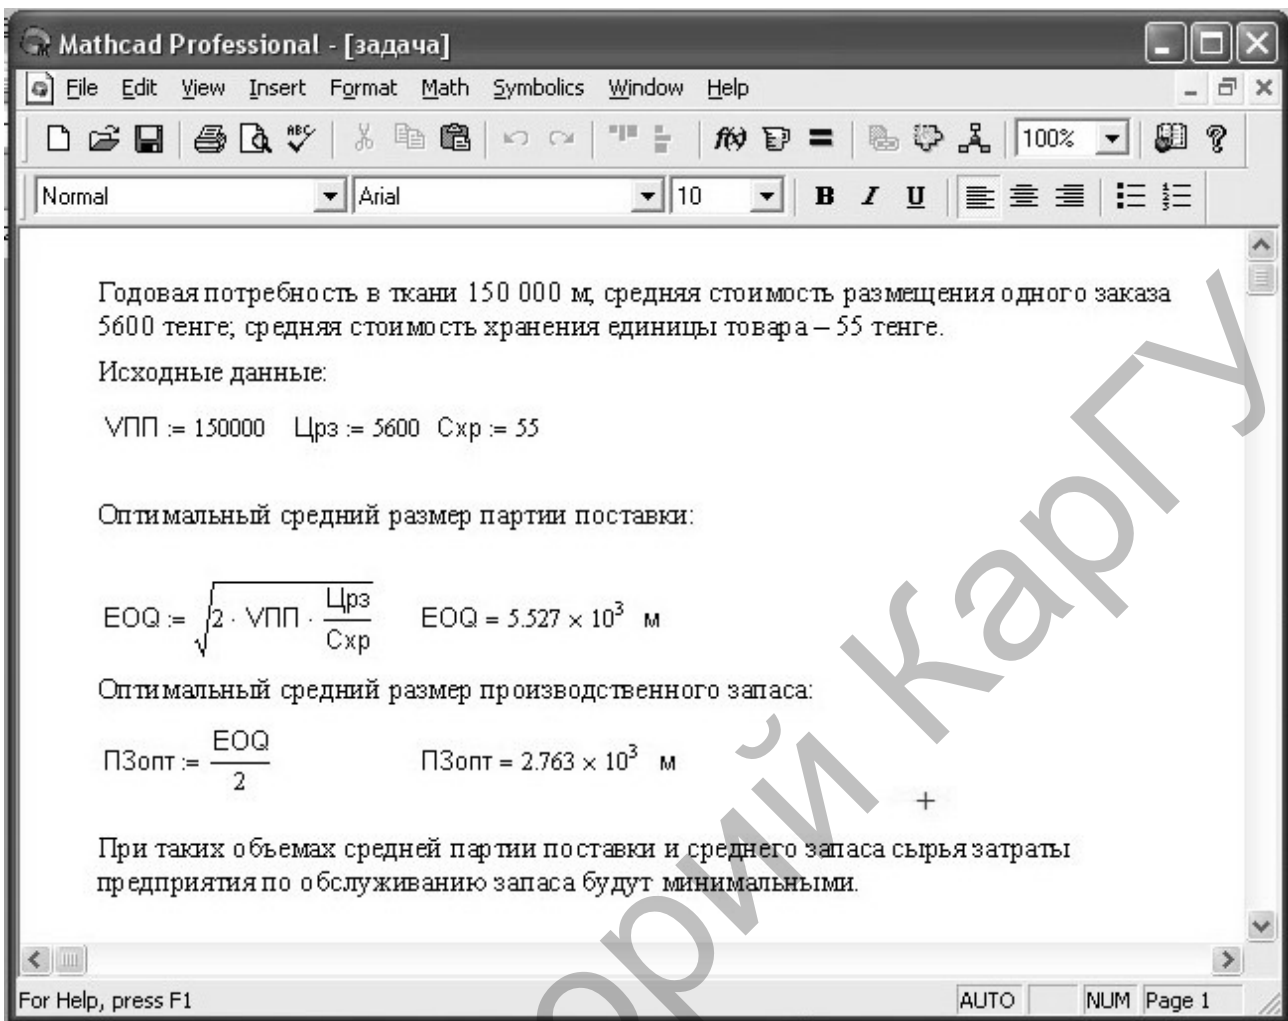 Mathcad Professional - [задача]
File Edit View Insert Format Math Symbolics Window Help
100%
Normal Arial 10 B I U
Годовая потребность в ткани 150 000 м; средняя стоимость размещения одного заказа
5600 тенге; средняя стоимость хранения единицы товара – 55 тенге.
Исходные данные:
VПП := 150000 Црз := 5600 Схр := 55
Оптимальный средний размер партии поставки:
EOQ := √(2 · VПП · Црз/Схр) EOQ = 5.527 × 10³ м
Оптимальный средний размер производственного запаса:
ПЗопт := EOQ/2 ПЗопт = 2.763 × 10³ м
При таких объемах средней партии поставки и среднего запаса сырья затраты
предприятия по обслуживанию запаса будут минимальными.
For Help, press F1 AUTO NUM Page 1
орий КарГУ